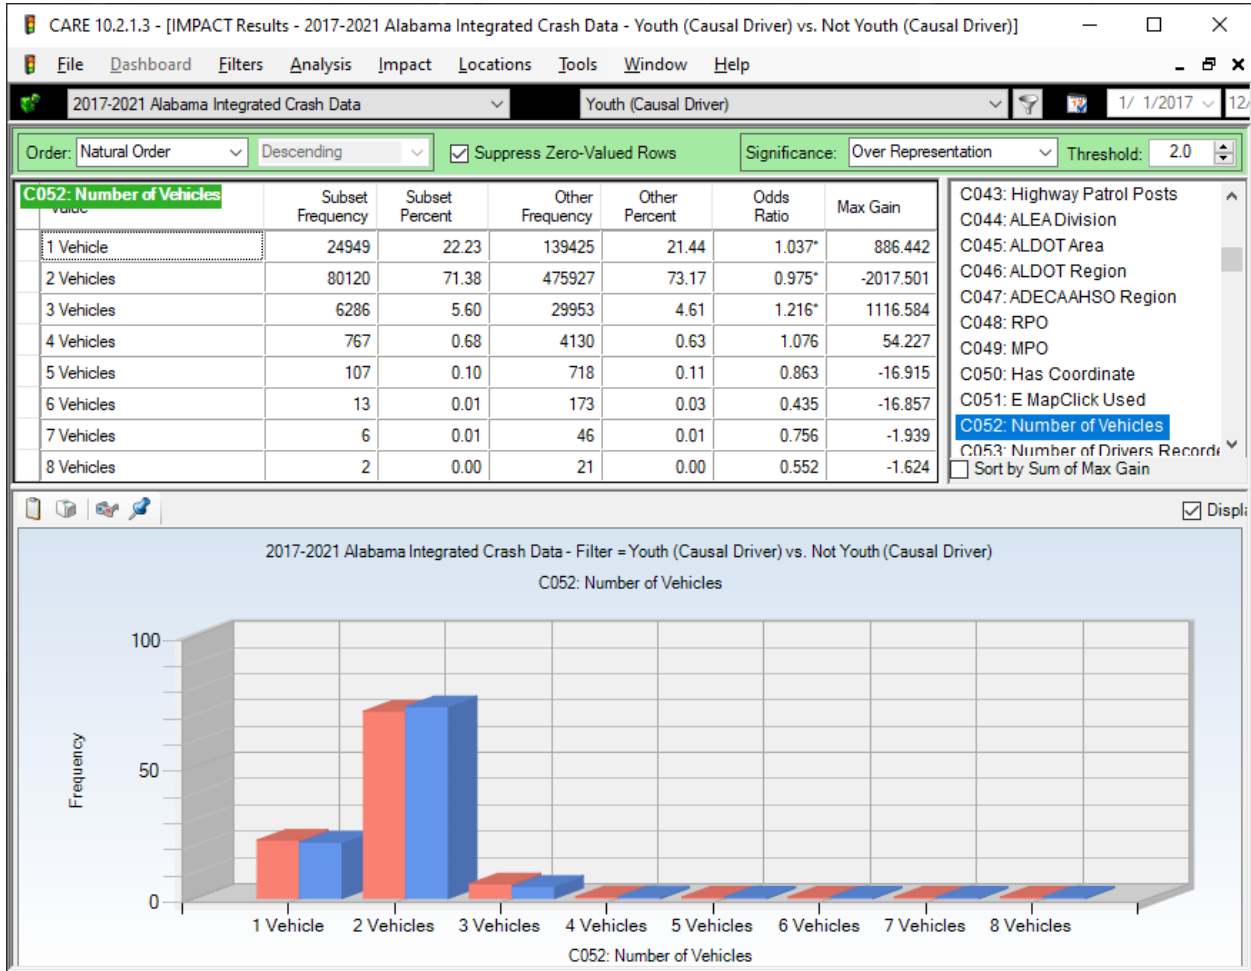 CARE 10.2.1.3 - [IMPACT Results - 2017-2021 Alabama Integrated Crash Data - Youth (Causal Driver) vs. Not Youth (Causal Driver)]
File Dashboard Filters Analysis Impact Locations Tools Window Help
2017-2021 Alabama Integrated Crash Data Youth (Causal Driver) 1/ 1/2017 12/
Order: Natural Order Descending Suppress Zero-Valued Rows Significance: Over Representation Threshold: 2.0
C052: Number of Vehicles
Value Subset Frequency Subset Percent Other Frequency Other Percent Odds Ratio Max Gain
1 Vehicle 24949 22.23 139425 21.44 1.037* 886.442
2 Vehicles 80120 71.38 475927 73.17 0.975* -2017.501
3 Vehicles 6286 5.60 29953 4.61 1.216* 1116.584
4 Vehicles 767 0.68 4130 0.63 1.076 54.227
5 Vehicles 107 0.10 718 0.11 0.863 -16.915
6 Vehicles 13 0.01 173 0.03 0.435 -16.857
7 Vehicles 6 0.01 46 0.01 0.756 -1.939
8 Vehicles 2 0.00 21 0.00 0.552 -1.624
C043: Highway Patrol Posts
C044: ALEA Division
C045: ALDOT Area
C046: ALDOT Region
C047: ADECAAHSO Region
C048: RPO
C049: MPO
C050: Has Coordinate
C051: E MapClick Used
C052: Number of Vehicles
C053: Number of Drivers Recorde
Sort by Sum of Max Gain
Displa
2017-2021 Alabama Integrated Crash Data - Filter = Youth (Causal Driver) vs. Not Youth (Causal Driver)
C052: Number of Vehicles
100
50
0
Frequency
1 Vehicle 2 Vehicles 3 Vehicles 4 Vehicles 5 Vehicles 6 Vehicles 7 Vehicles 8 Vehicles
C052: Number of Vehicles